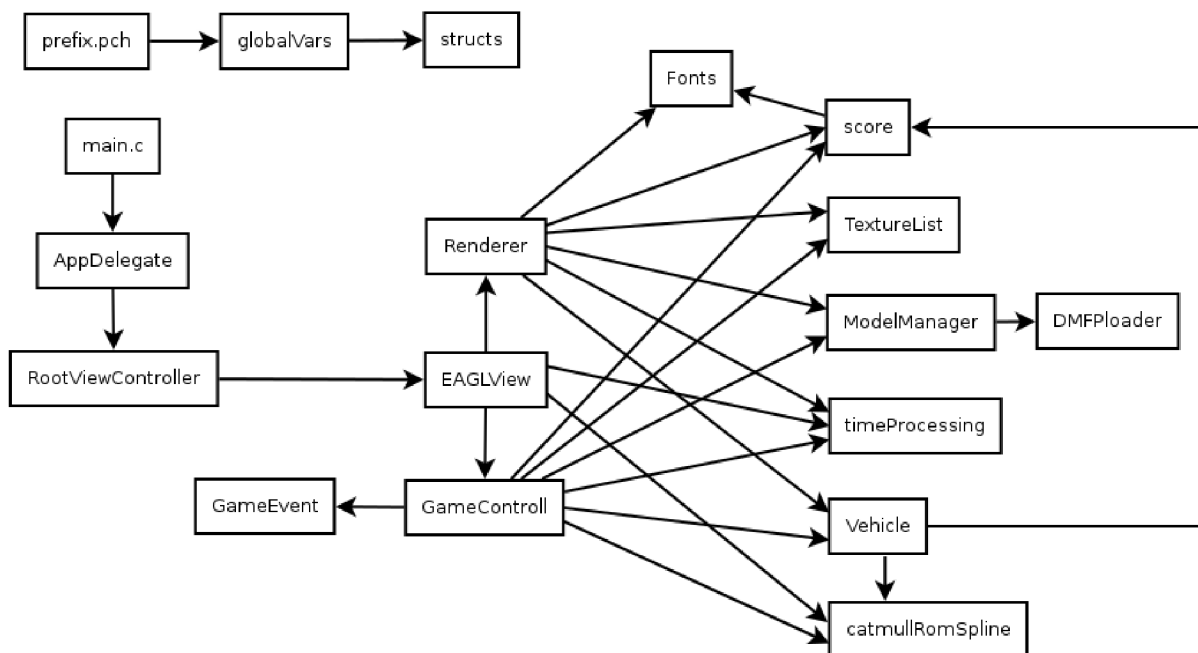 prefix.pch
globalVars
structs
Fonts
score
main.c
TextureList
Renderer
AppDelegate
ModelManager
DMFPloader
RootViewController
EAGLView
timeProcessing
GameEvent
GameControll
Vehicle
catmullRomSpline